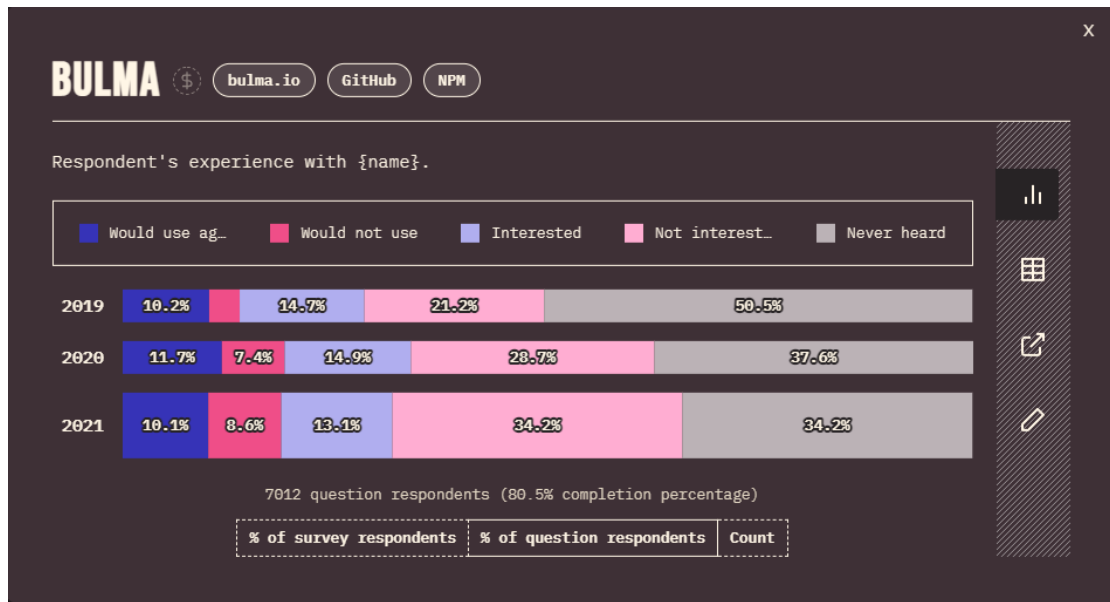 x
BULMA $ bulma.io GitHub NPM
Respondent's experience with {name}.
Would use ag… Would not use Interested Not interest… Never heard
2019 10.2% 14.7% 21.2% 50.5%
2020 11.7% 7.4% 14.9% 28.7% 37.6%
2021 10.1% 8.6% 13.1% 34.2% 34.2%
7012 question respondents (80.5% completion percentage)
% of survey respondents % of question respondents Count